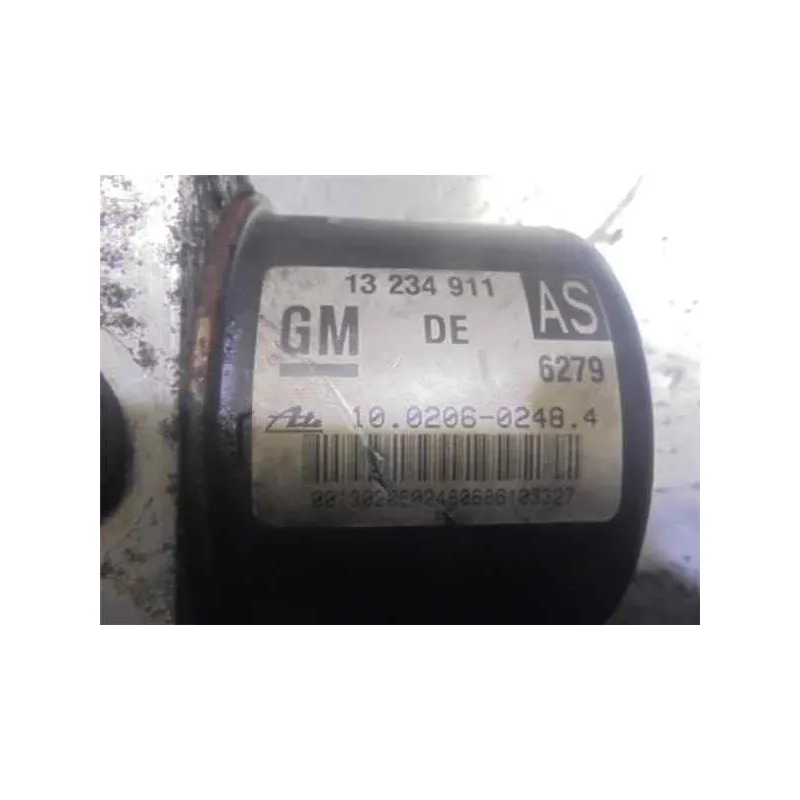 13 234 911
AS
GM DE
6279
Ate 10.0206-0248.4